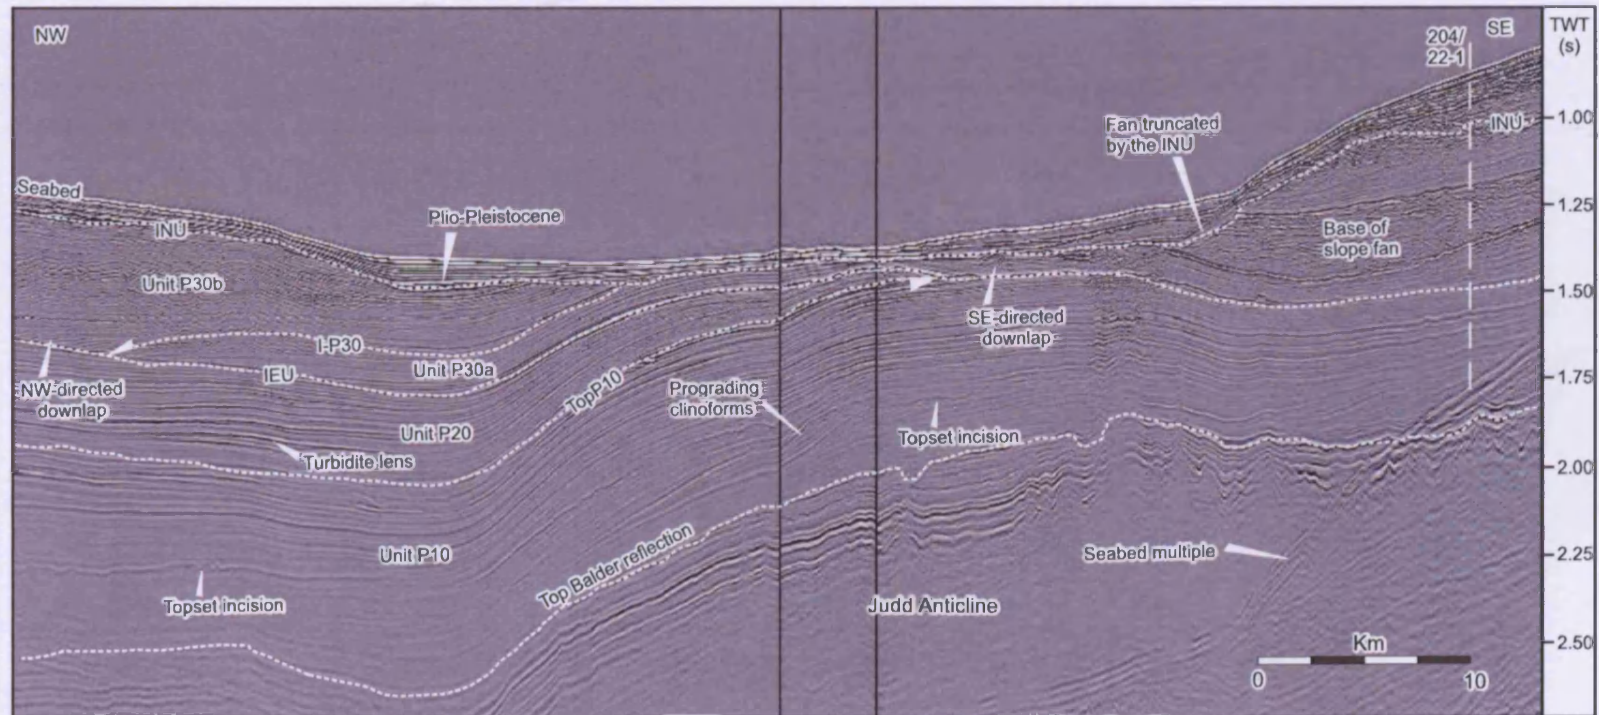 NW
SE
TWT
(s)
204/
22-1
1.00
INU
Fan truncated
by the INU
Seabed
1.25
Plio-Pleistocene
INU
Base of
slope fan
Unit P30b
1.50
SE-directed
downlap
I-P30
Unit P30a
IEU
1.75
NW-directed
downlap
TopP10
Prograding
clinoforms
Unit P20
Topset incision
Turbidite lens
2.00
Unit P10
Top Balder reflection
Seabed multiple
2.25
Topset incision
Judd Anticline
Km
2.50
0
10